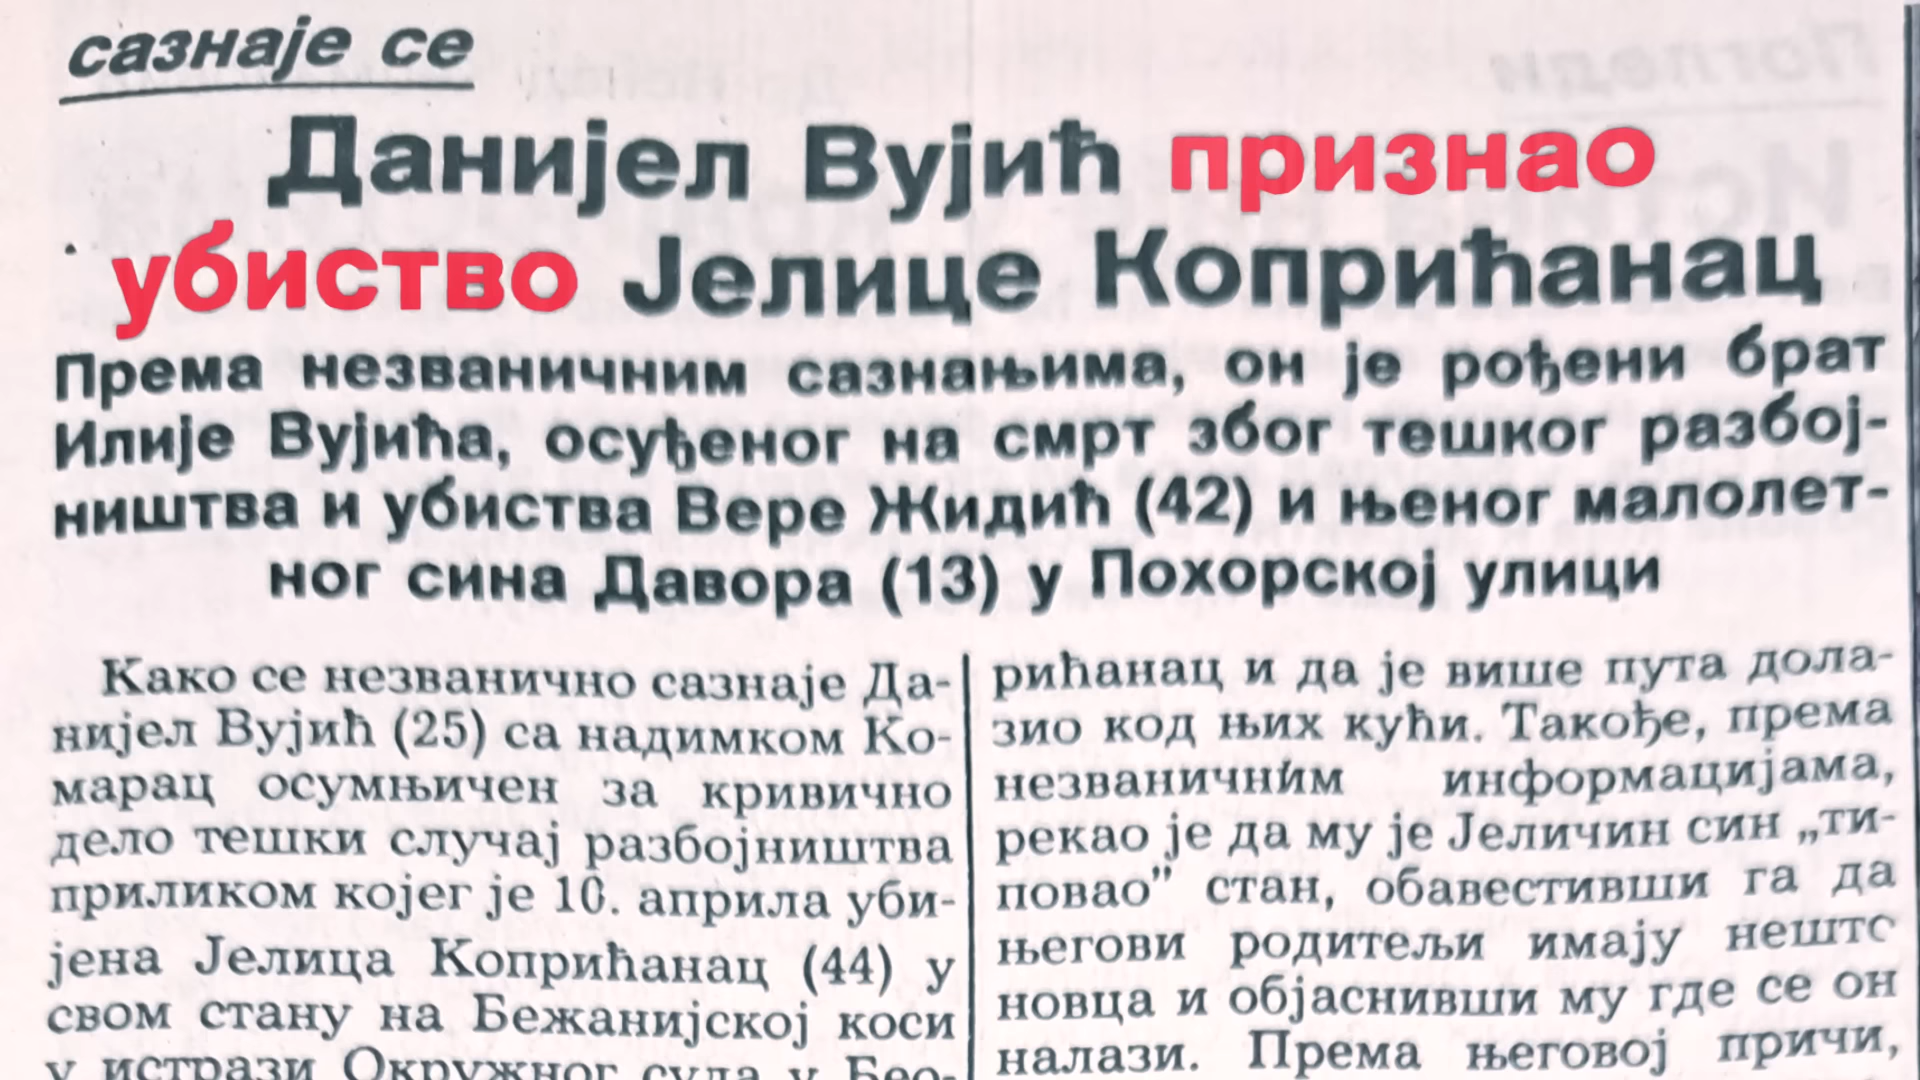 сазнаје се
Данијел Вујић признао
убиство Јелице Коприћанац
Према незваничним сазнањима, он је рођени брат
Илије Вујића, осуђеног на смрт због тешког разбој-
ништва и убиства Вере Жидић (42) и њеног малолет-
ног сина Давора (13) у Похорској улици
Како се незванично сазнаје Да-
нијел Вујић (25) са надимком Ко-
марац осумњичен за кривично
дело тешки случај разбојништва
приликом којег је 10. априла уби-
јена Јелица Коприћанац (44) у
свом стану на Бежанијској коси
у истрази Окружног суда у Бео-
рићанац и да је више пута дола-
зио код њих кући. Такође, према
незваничним информацијама,
рекао је да му је Јеличин син „ти-
повао” стан, обавестивши га да
његови родитељи имају нешто
новца и објаснивши му где се он
налази. Према његовој причи,